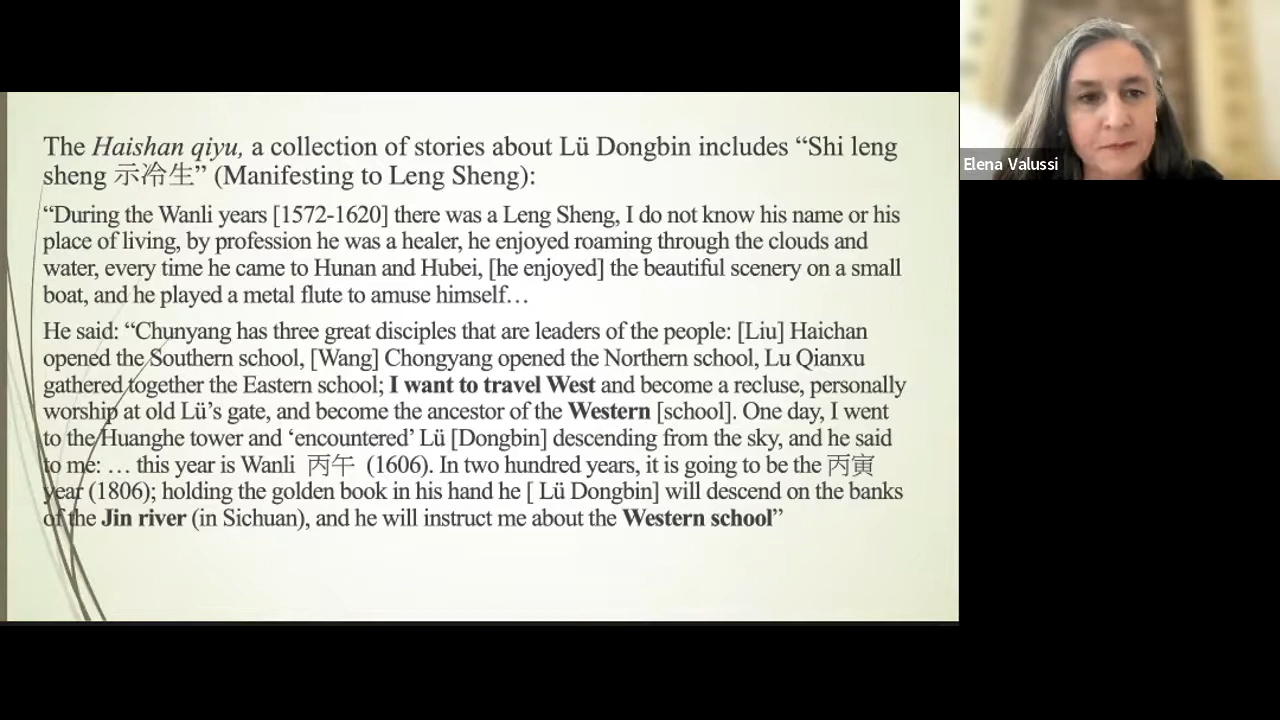 The Haishan qiyu, a collection of stories about Lü Dongbin includes “Shi leng
sheng 示冷生” (Manifesting to Leng Sheng):
“During the Wanli years [1572-1620] there was a Leng Sheng, I do not know his name or his
place of living, by profession he was a healer, he enjoyed roaming through the clouds and
water, every time he came to Hunan and Hubei, [he enjoyed] the beautiful scenery on a small
boat, and he played a metal flute to amuse himself…
He said: “Chunyang has three great disciples that are leaders of the people: [Liu] Haichan
opened the Southern school, [Wang] Chongyang opened the Northern school, Lu Qianxu
gathered together the Eastern school; I want to travel West and become a recluse, personally
worship at old Lü’s gate, and become the ancestor of the Western [school]. One day, I went
to the Huanghe tower and ‘encountered’ Lü [Dongbin] descending from the sky, and he said
to me: … this year is Wanli 丙午 (1606). In two hundred years, it is going to be the 丙寅
year (1806); holding the golden book in his hand he [ Lü Dongbin] will descend on the banks
of the Jin river (in Sichuan), and he will instruct me about the Western school”
Elena Valussi